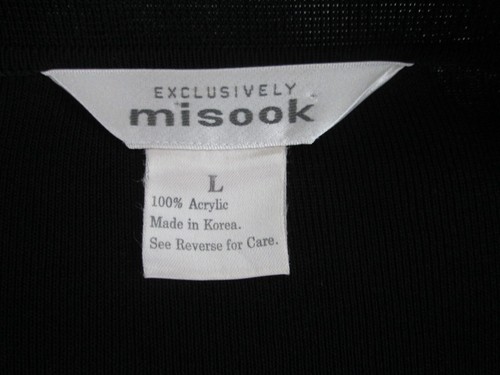 EXCLUSIVELY
misook
L
100% Acrylic
Made in Korea.
See Reverse for Care.